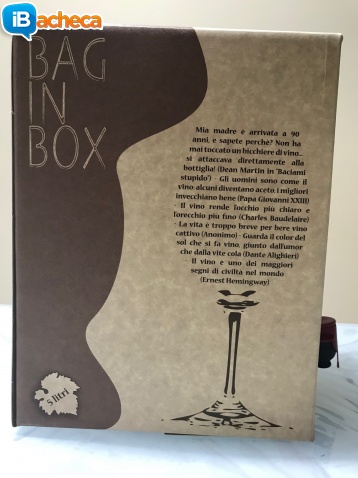 iBacheca
BAG
IN
BOX
Mia madre è arrivata a 90
anni, e sapete perché? Non ha
mai toccato un bicchiere di vino...
si attaccava direttamente alla
bottiglia! (Dean Martin in "Baciami
stupido") - Gli uomini sono come il
vino: alcuni diventano aceto, i migliori
invecchiano bene (Papa Giovanni XXIII)
- Il vino rende l'occhio più chiaro e
l'orecchio più fino (Charles Baudelaire)
- La vita è troppo breve per bere vino
cattivo (Anonimo) - Guarda il calor del
sol che si fa vino, giunto dall'umor
che dalla vite cola (Dante Alighieri)
- Il vino è uno dei maggiori
segni di civiltà nel mondo
(Ernest Hemingway)
5 litri